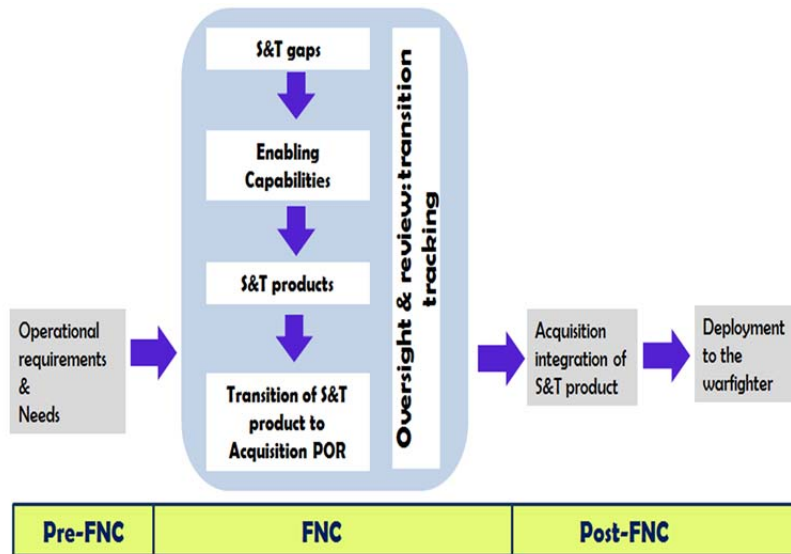 S&T gaps
Enabling
Capabilities
S&T products
Transition of S&T
product to
Acquisition POR
Oversight & review:transition
tracking
Operational
requirements
&
Needs
Acquisition
integration of
S&T product
Deployment
to the
warfighter
Pre-FNC
FNC
Post-FNC